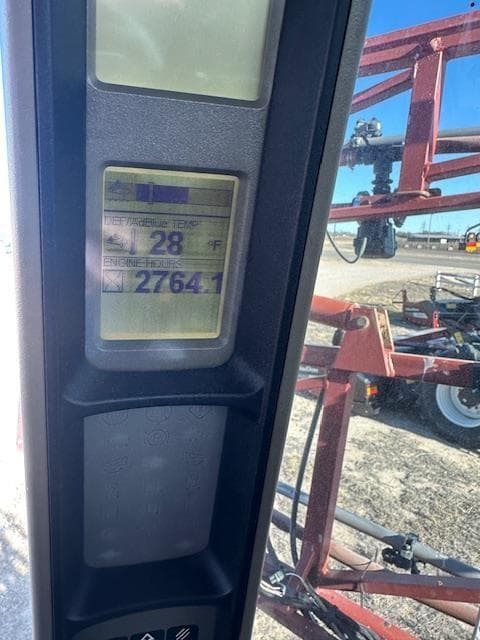 DEF/AdBlue TEMP
28 °F
ENGINE HOURS
2764.1